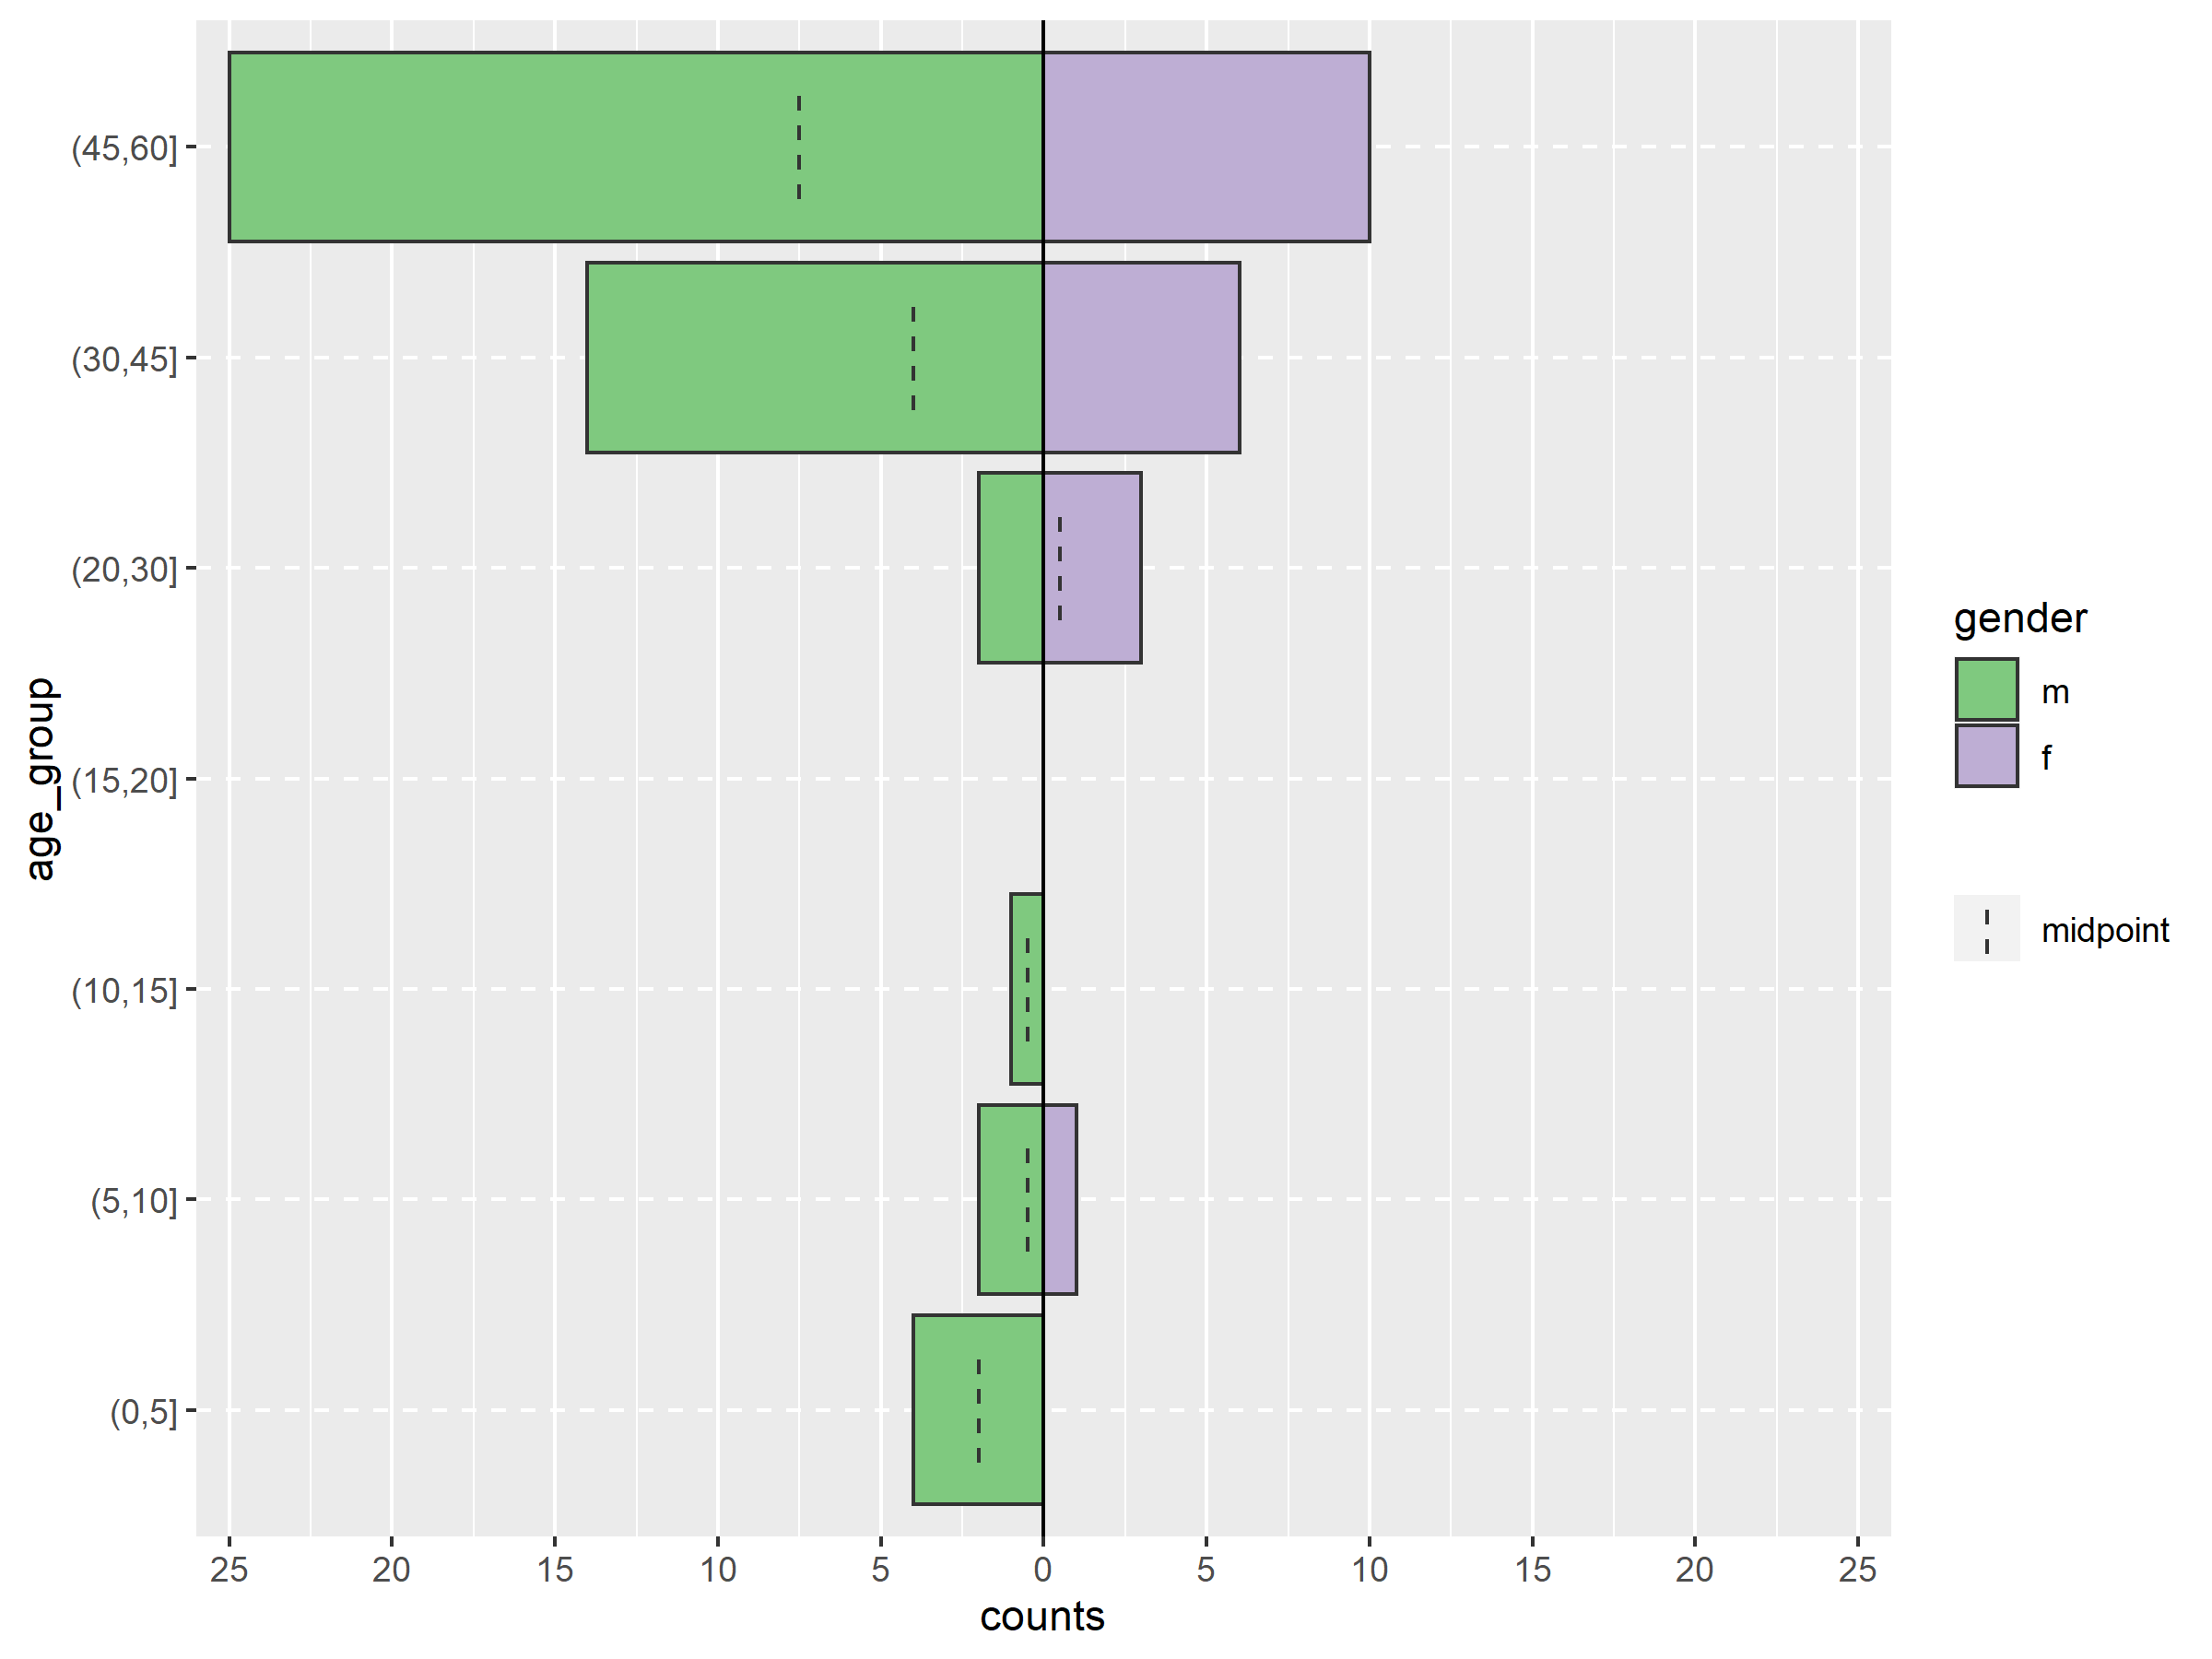 (45,60]
(30,45]
(20,30]
(15,20]
(10,15]
(5,10]
(0,5]
age_group
25 20 15 10 5 0 5 10 15 20 25
counts
gender
m
f
midpoint